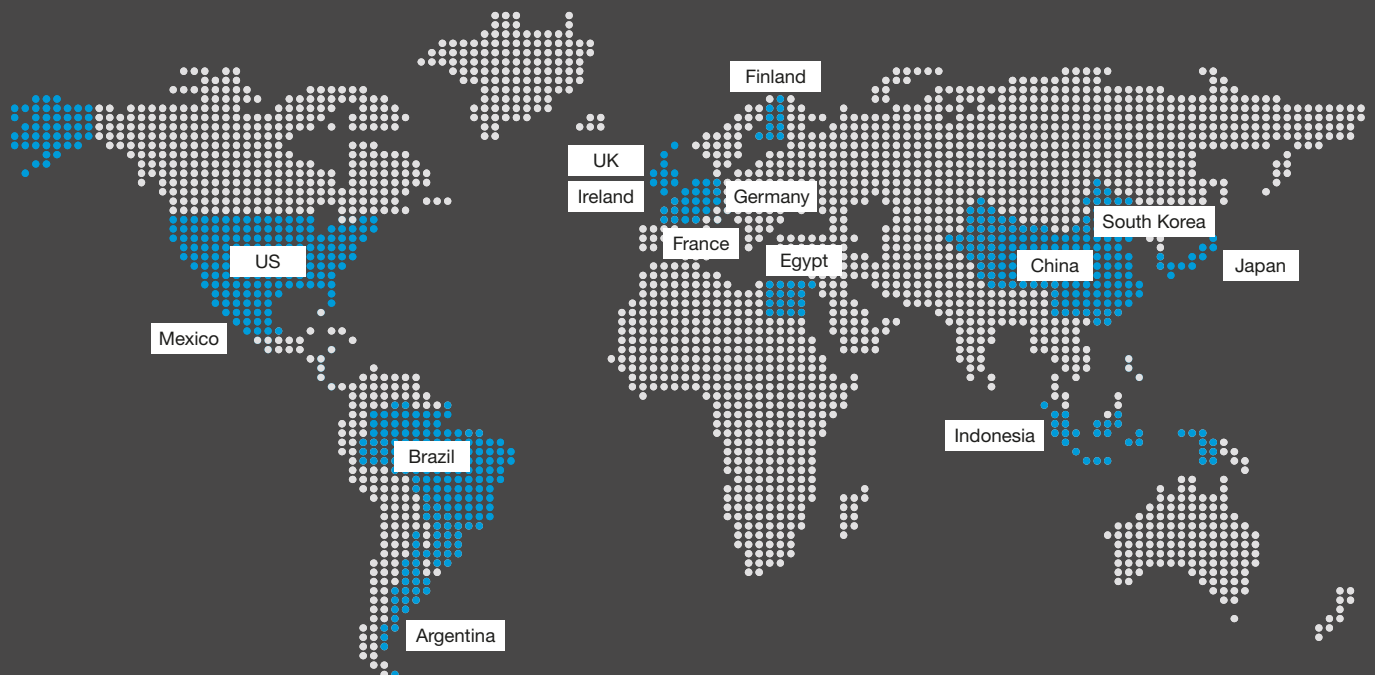 Finland
UK
Ireland
Germany
South Korea
France
US
Egypt
China
Japan
Mexico
Indonesia
Brazil
Argentina